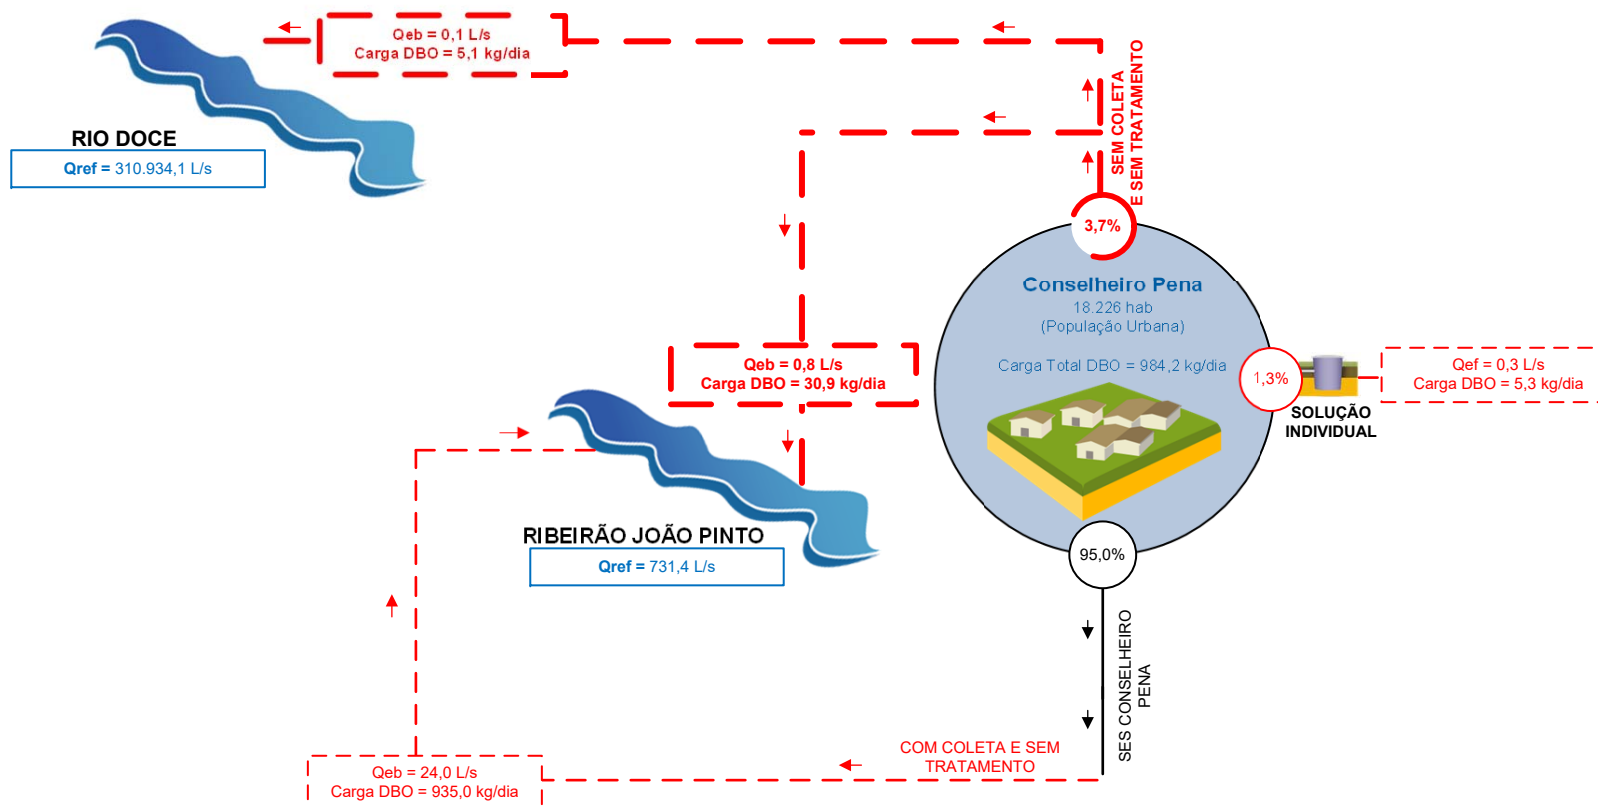 Qeb = 0,1 L/s
Carga DBO = 5,1 kg/dia
RIO DOCE
Qref = 310.934,1 L/s
SEM COLETA
E SEM TRATAMENTO
3,7%
Conselheiro Pena
18.226 hab
(População Urbana)
Carga Total DBO = 984,2 kg/dia
Qeb = 0,8 L/s
Carga DBO = 30,9 kg/dia
1,3%
SOLUÇÃO
INDIVIDUAL
Qef = 0,3 L/s
Carga DBO = 5,3 kg/dia
RIBEIRÃO JOÃO PINTO
Qref = 731,4 L/s
95,0%
SES CONSELHEIRO
PENA
COM COLETA E SEM
TRATAMENTO
Qeb = 24,0 L/s
Carga DBO = 935,0 kg/dia